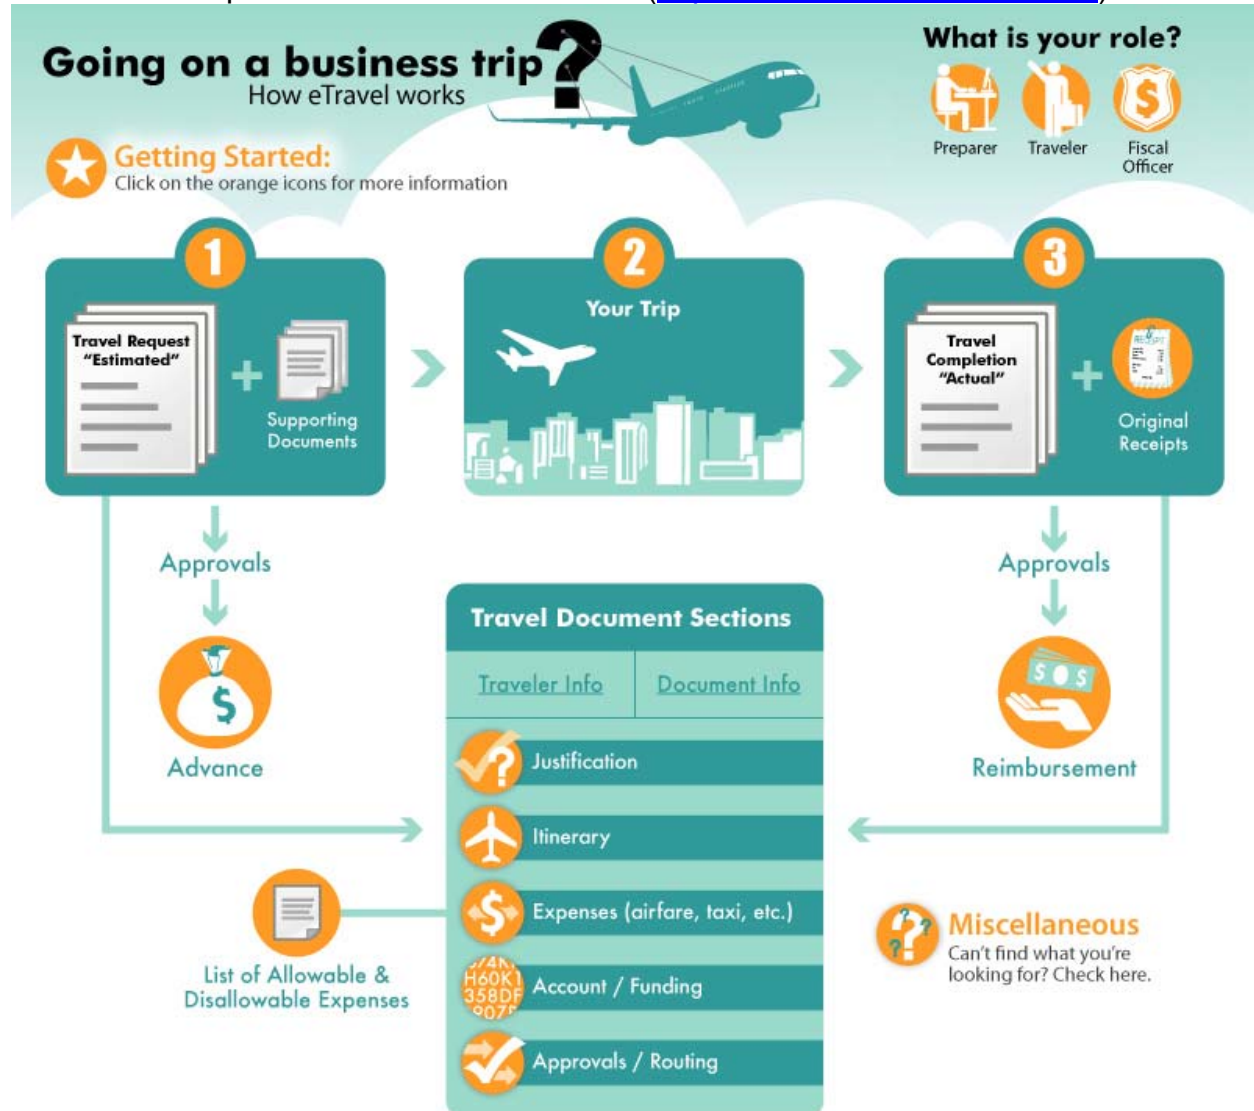 Going on a business trip?
How eTravel works
What is your role?
Preparer
Traveler
Fiscal
Officer
Getting Started:
Click on the orange icons for more information
1
Travel Request
“Estimated”
+
Supporting
Documents
2
Your Trip
3
Travel
Completion
“Actual”
+
RECEIPT
Original
Receipts
Approvals
$
Advance
Approvals
$ $
Reimbursement
Travel Document Sections
Traveler Info
Document Info
? Justification
Itinerary
$ Expenses (airfare, taxi, etc.)
H60K1
358DF
Account / Funding
Approvals / Routing
List of Allowable &
Disallowable Expenses
Miscellaneous
Can't find what you're
looking for? Check here.